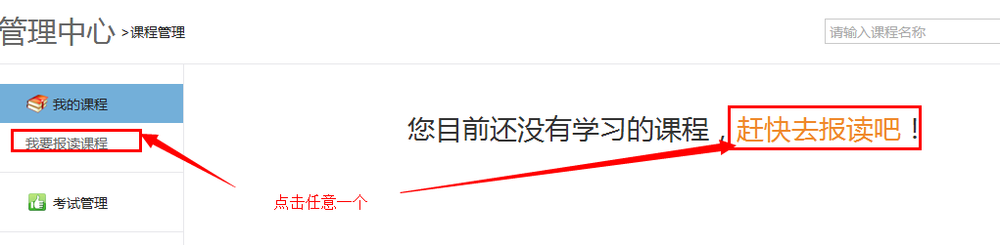 管理中心 >课程管理
请输入课程名称
我的课程
您目前还没有学习的课程，赶快去报读吧！
我要报读课程
点击任意一个
考试管理